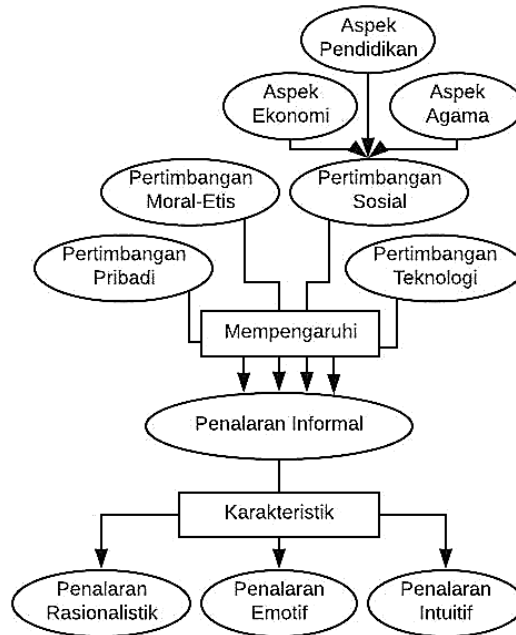 Aspek
Pendidikan
Aspek
Ekonomi
Aspek
Agama
Pertimbangan
Moral-Etis
Pertimbangan
Sosial
Pertimbangan
Pribadi
Pertimbangan
Teknologi
Mempengaruhi
Penalaran Informal
Karakteristik
Penalaran
Rasionalistik
Penalaran
Emotif
Penalaran
Intuitif